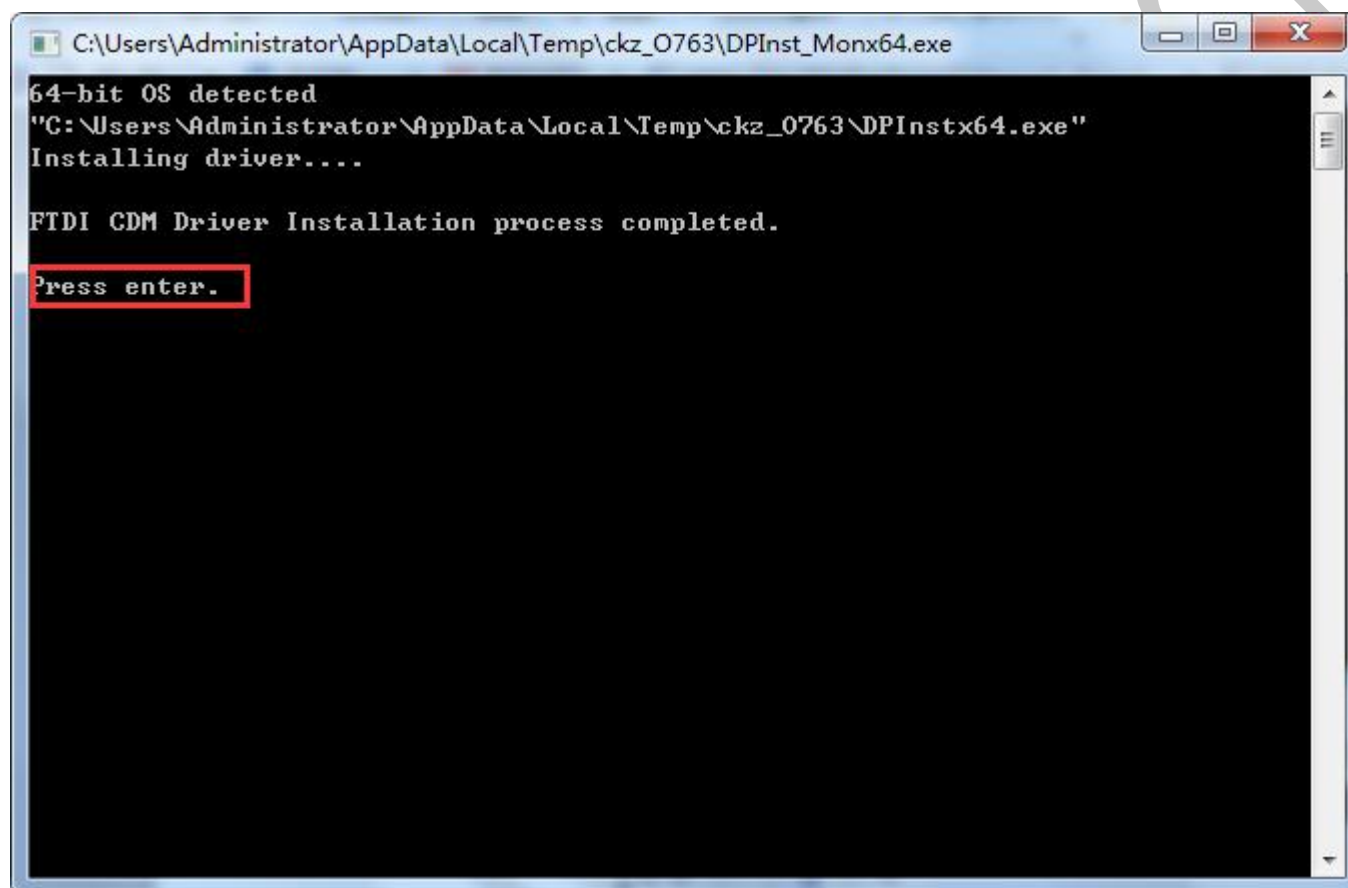 C:\Users\Administrator\AppData\Local\Temp\ckz_O763\DPInst_Monx64.exe
64-bit OS detected
"C:\Users\Administrator\AppData\Local\Temp\ckz_O763\DPInstx64.exe"
Installing driver....
FTDI CDM Driver Installation process completed.
Press enter.